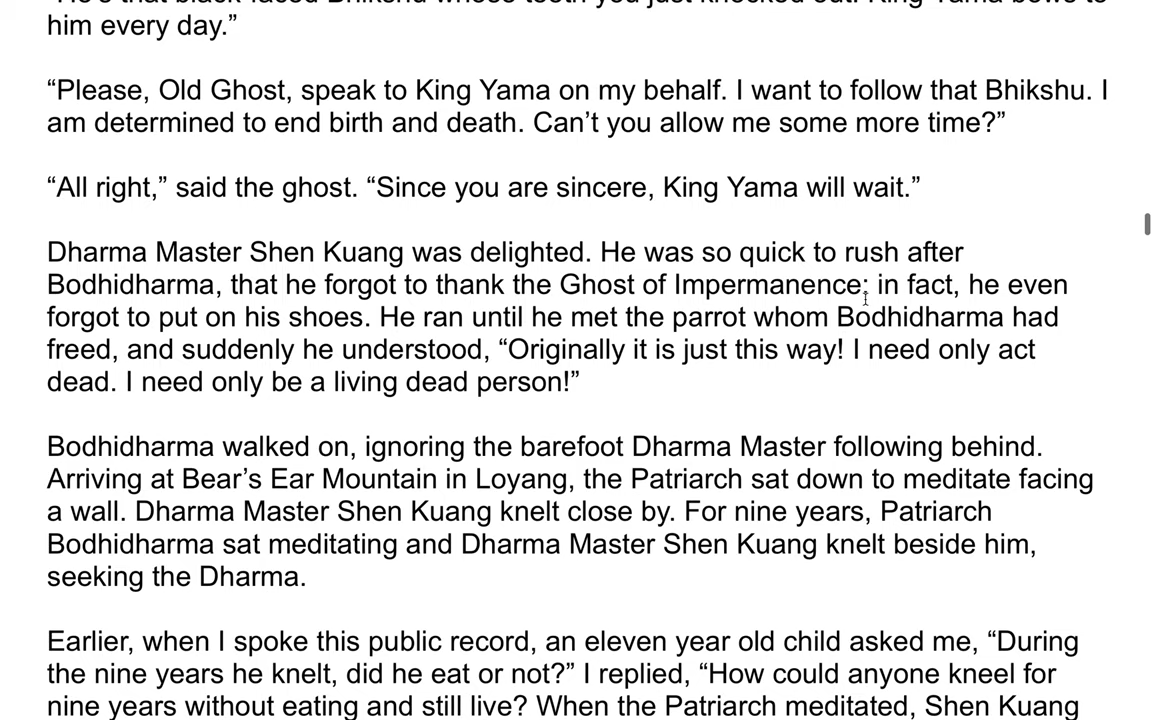 him every day.”
“Please, Old Ghost, speak to King Yama on my behalf. I want to follow that Bhikshu. I
am determined to end birth and death. Can’t you allow me some more time?”
“All right,” said the ghost. “Since you are sincere, King Yama will wait.”
Dharma Master Shen Kuang was delighted. He was so quick to rush after
Bodhidharma, that he forgot to thank the Ghost of Impermanence; in fact, he even
forgot to put on his shoes. He ran until he met the parrot whom Bodhidharma had
freed, and suddenly he understood, “Originally it is just this way! I need only act
dead. I need only be a living dead person!”
Bodhidharma walked on, ignoring the barefoot Dharma Master following behind.
Arriving at Bear’s Ear Mountain in Loyang, the Patriarch sat down to meditate facing
a wall. Dharma Master Shen Kuang knelt close by. For nine years, Patriarch
Bodhidharma sat meditating and Dharma Master Shen Kuang knelt beside him,
seeking the Dharma.
Earlier, when I spoke this public record, an eleven year old child asked me, “During
the nine years he knelt, did he eat or not?” I replied, “How could anyone kneel for
nine years without eating and still live? When the Patriarch meditated, Shen Kuang